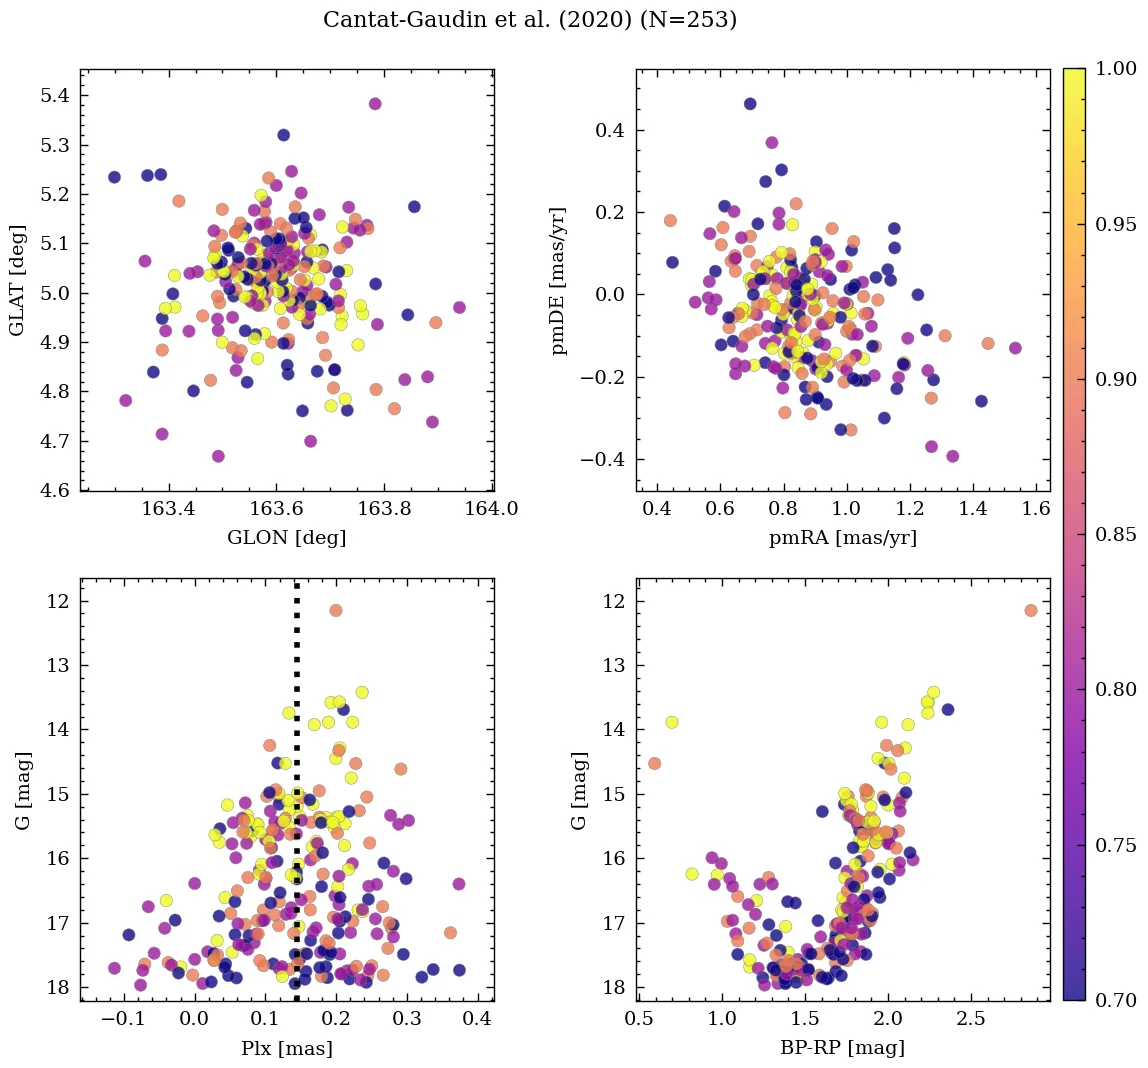 Cantat-Gaudin et al. (2020) (N=253)
5.4
5.3
5.2
5.1
5.0
4.9
4.8
4.7
4.6
GLAT [deg]
163.4 163.6 163.8 164.0
GLON [deg]
0.4
0.2
0.0
−0.2
−0.4
pmDE [mas/yr]
0.4 0.6 0.8 1.0 1.2 1.4 1.6
pmRA [mas/yr]
12
13
14
15
16
17
18
G [mag]
−0.1 0.0 0.1 0.2 0.3 0.4
Plx [mas]
12
13
14
15
16
17
18
G [mag]
0.5 1.0 1.5 2.0 2.5
BP-RP [mag]
1.00
0.95
0.90
0.85
0.80
0.75
0.70